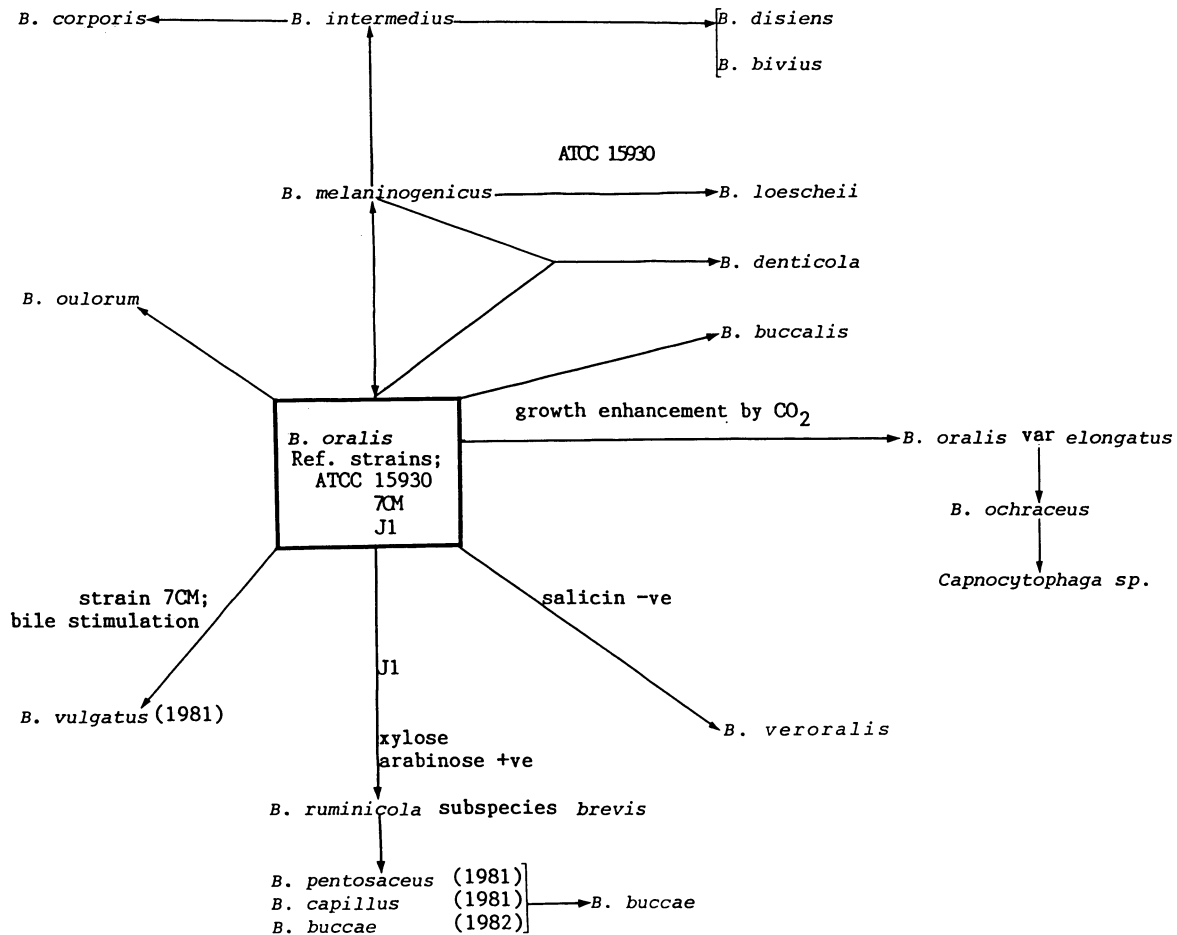 B. corporis B. intermedius B. disiens
B. bivius
ATCC 15930
B. melaninogenicus B. loescheii
B. denticola
B. oulorum
B. buccalis
growth enhancement by CO2
B. oralis
Ref. strains;
ATCC 15930
7CM
J1
B. oralis var elongatus
B. ochraceus
Capnocytophaga sp.
strain 7CM;
bile stimulation
salicin -ve
J1
B. vulgatus (1981)
B. veroralis
xylose
arabinose +ve
B. ruminicola subspecies brevis
B. pentosaceus (1981)
B. capillus (1981)
B. buccae (1982)
B. buccae